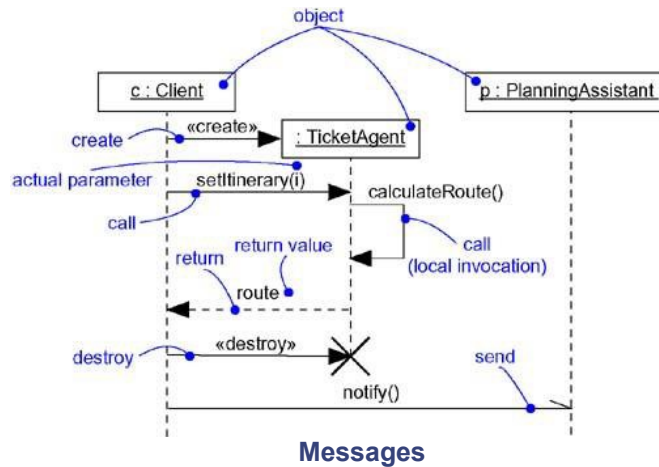 object
c : Client
p : PlanningAssistant
«create»
: TicketAgent
create
actual parameter
setItinerary(i)
calculateRoute()
call
call
(local invocation)
return value
return
route
«destroy»
destroy
send
notify()
Messages